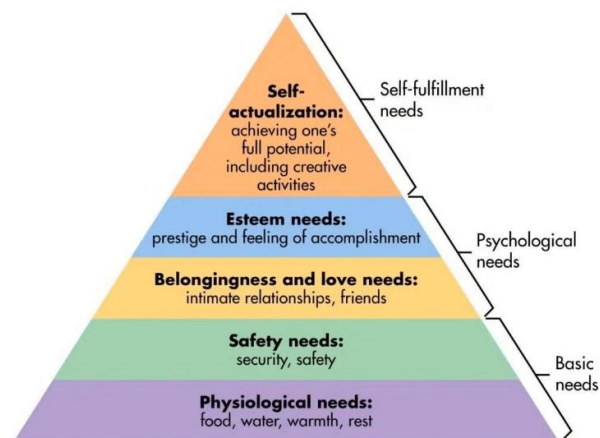 Self-
actualization:
achieving one's
full potential,
including creative
activities
Self-fulfillment
needs
Esteem needs:
prestige and feeling of accomplishment
Belongingness and love needs:
intimate relationships, friends
Psychological
needs
Safety needs:
security, safety
Physiological needs:
food, water, warmth, rest
Basic
needs